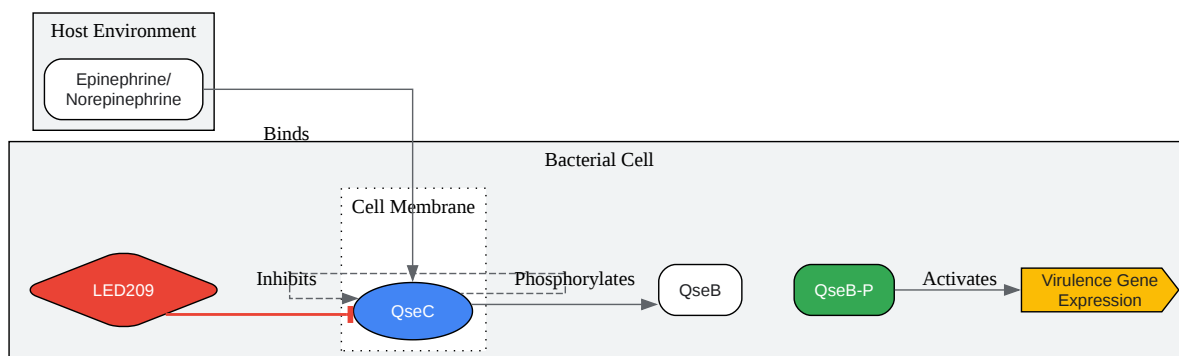 Host Environment
Epinephrine/
Norepinephrine
Binds
Bacterial Cell
Cell Membrane
LED209
Inhibits
QseC
Phosphorylates
QseB
QseB-P
Activates
Virulence Gene
Expression